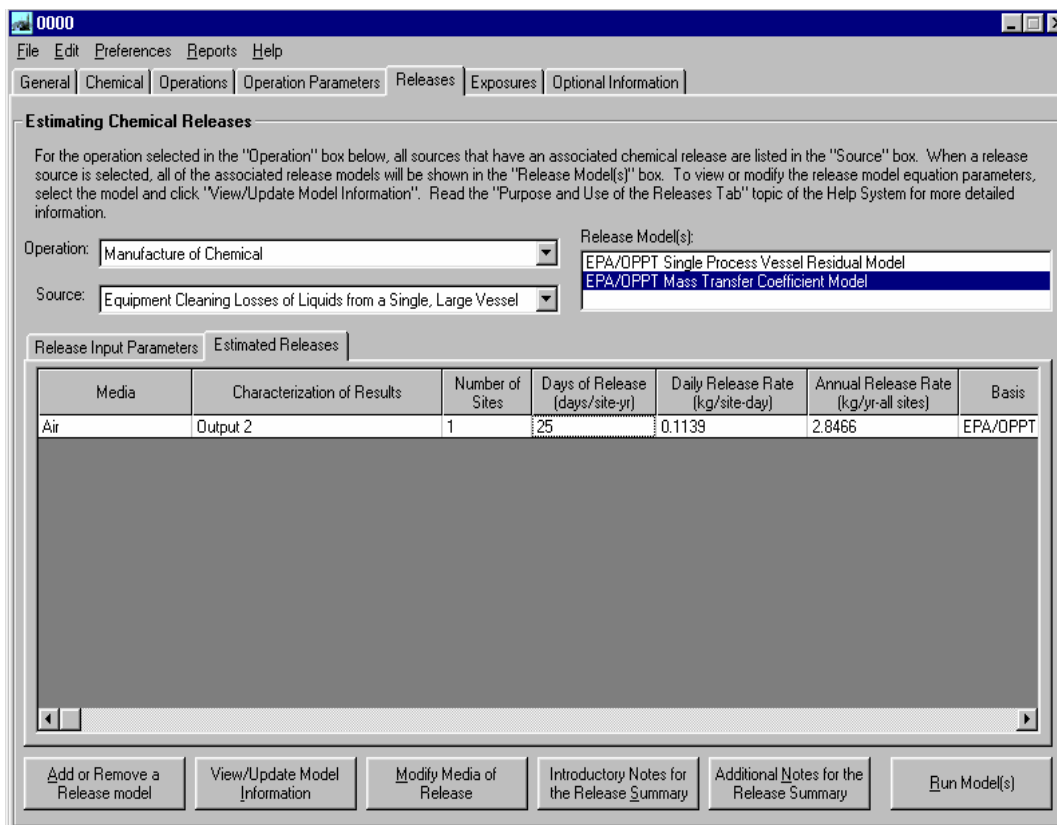 0000
File Edit Preferences Reports Help
General Chemical Operations Operation Parameters Releases Exposures Optional Information
Estimating Chemical Releases
For the operation selected in the "Operation" box below, all sources that have an associated chemical release are listed in the "Source" box. When a release
source is selected, all of the associated release models will be shown in the "Release Model(s)" box. To view or modify the release model equation parameters,
select the model and click "View/Update Model Information". Read the "Purpose and Use of the Releases Tab" topic of the Help System for more detailed
information.
Operation: Manufacture of Chemical
Source: Equipment Cleaning Losses of Liquids from a Single, Large Vessel
Release Model(s):
EPA/OPPT Single Process Vessel Residual Model
EPA/OPPT Mass Transfer Coefficient Model
Release Input Parameters Estimated Releases
Media Characterization of Results Number of Sites Days of Release (days/site-yr) Daily Release Rate (kg/site-day) Annual Release Rate (kg/yr-all sites) Basis
Air Output 2 1 25 0.1139 2.8466 EPA/OPPT
Add or Remove a Release model
View/Update Model Information
Modify Media of Release
Introductory Notes for the Release Summary
Additional Notes for the Release Summary
Run Model(s)